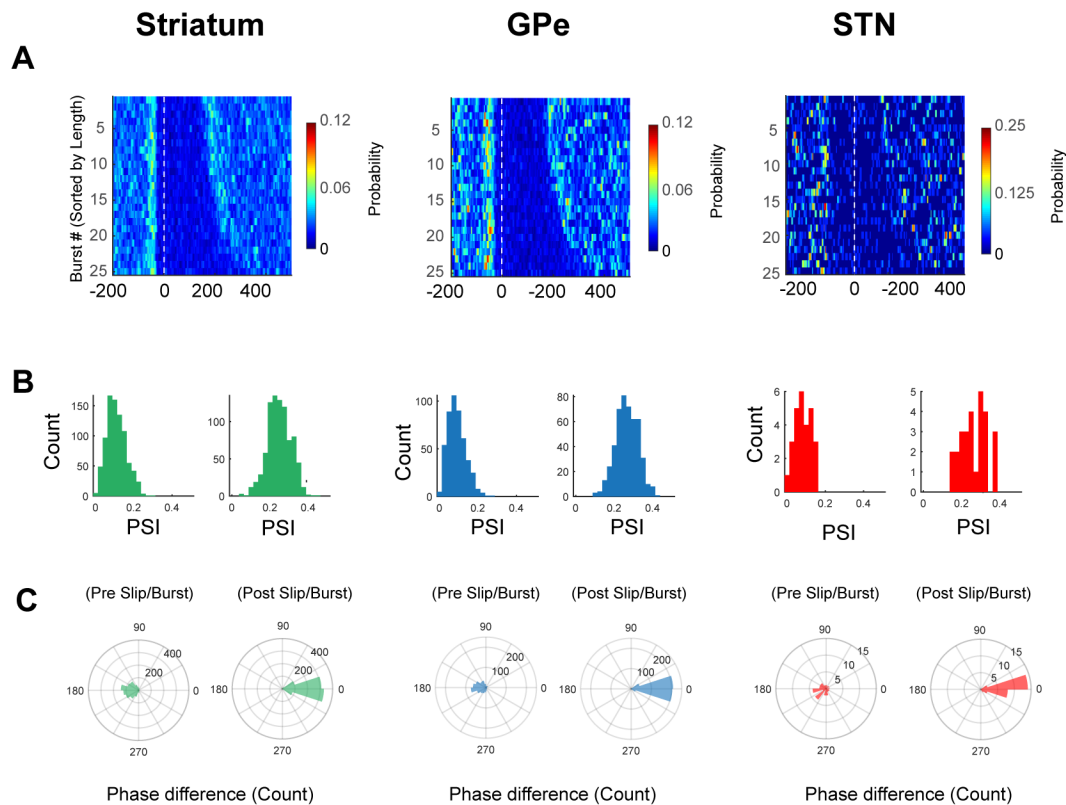 Striatum GPe STN
A
Burst # (Sorted by Length)
5
10
15
20
25
-200 0 200 400
0.12
0.06
0
Probability
5
10
15
20
25
-200 0 -200 400
0.12
0.06
0
Probability
5
10
15
20
25
-200 0 200 400
0.25
0.125
0
Probability
B
Count
150
100
50
0
0 0.2 0.4
PSI
100
50
0
0 0.2 0.4
PSI
Count
100
50
0
0 0.2 0.4
PSI
80
60
40
20
0
0 0.2 0.4
PSI
Count
6
4
2
0
0 0.2 0.4
PSI
5
4
3
2
1
0
0 0.2 0.4
PSI
C
(Pre Slip/Burst) (Post Slip/Burst) (Pre Slip/Burst) (Post Slip/Burst) (Pre Slip/Burst) (Post Slip/Burst)
90
400
200
180 0
270
90
400
200
180 0
270
90
200
100
180 0
270
90
200
100
180 0
270
90
15
10
5
180 0
270
90
15
10
5
180 0
270
Phase difference (Count) Phase difference (Count) Phase difference (Count)